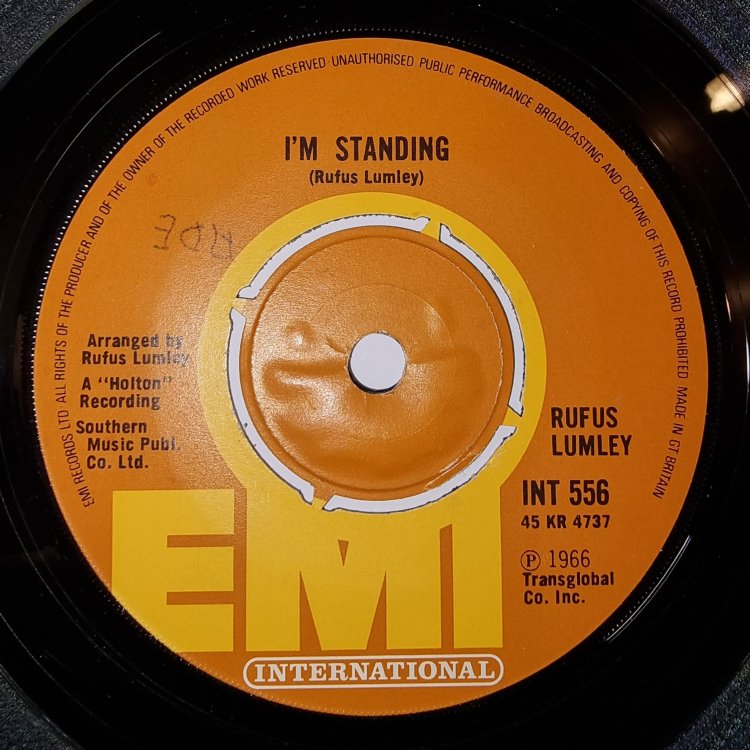 EMI RECORDS LTD · ALL RIGHTS OF THE PRODUCER AND OF THE OWNER OF THE RECORDED WORK RESERVED · UNAUTHORISED PUBLIC PERFORMANCE BROADCASTING AND COPYING OF THIS RECORD PROHIBITED MADE IN GT BRITAIN
I'M STANDING
(Rufus Lumley)
Arranged by
Rufus Lumley
A "Holton"
Recording
Southern
Music Publ.
Co. Ltd.
RUFUS
LUMLEY
INT 556
45 KR 4737
Ⓟ 1966
Transglobal
Co. Inc.
EMI
INTERNATIONAL